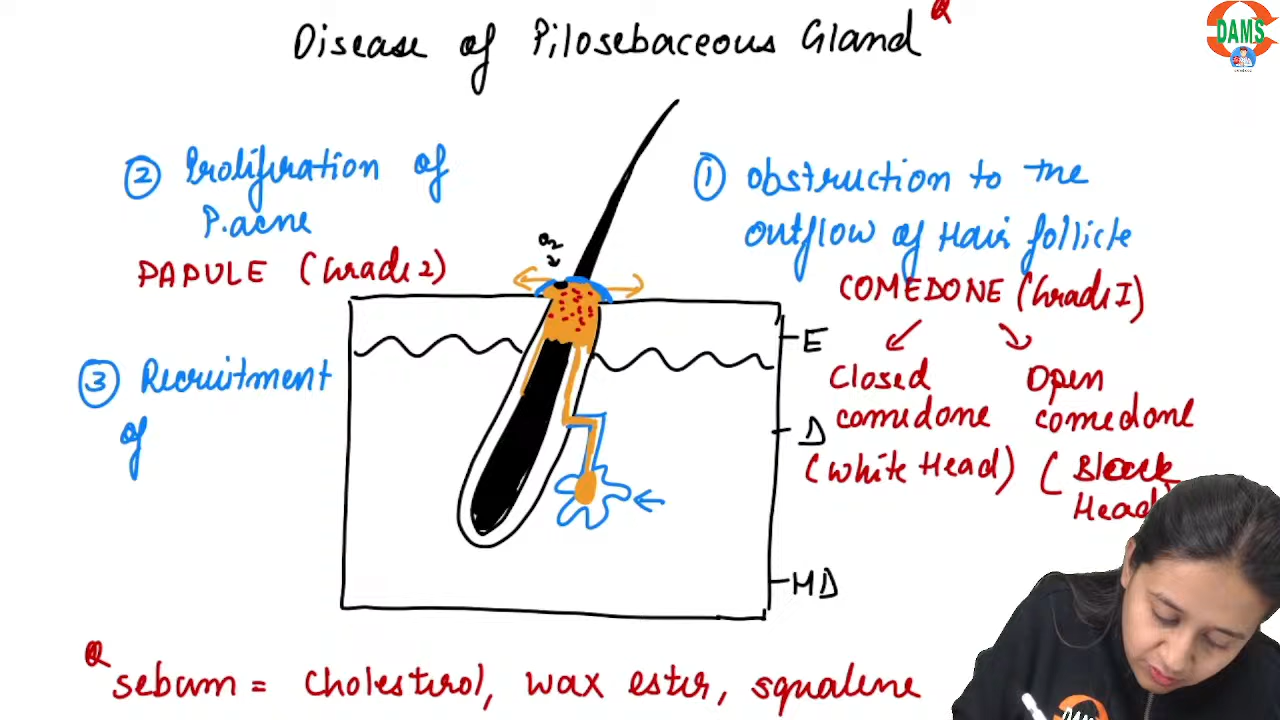 Disease of Pilosebaceous Gland Q
DAMS
② Proliferation of
P.acne
PAPULE (Grade 2)
① Obstruction to the
outflow of Hair follicle
COMEDONE (Grade I)
Closed
comedone
(White Head)
Open
comedone
(Black
Head)
O2
E
D
MD
③ Recruitment
of
Q
sebum = cholesterol, wax ester, squalene
DAMS